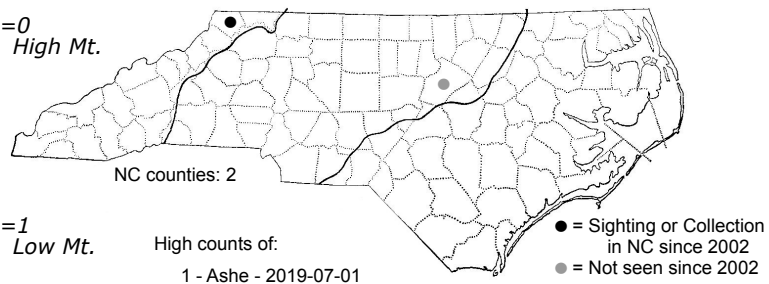 =0
High Mt.
NC counties: 2
=1
Low Mt.
High counts of:
1 - Ashe - 2019-07-01
● = Sighting or Collection
in NC since 2002
● = Not seen since 2002